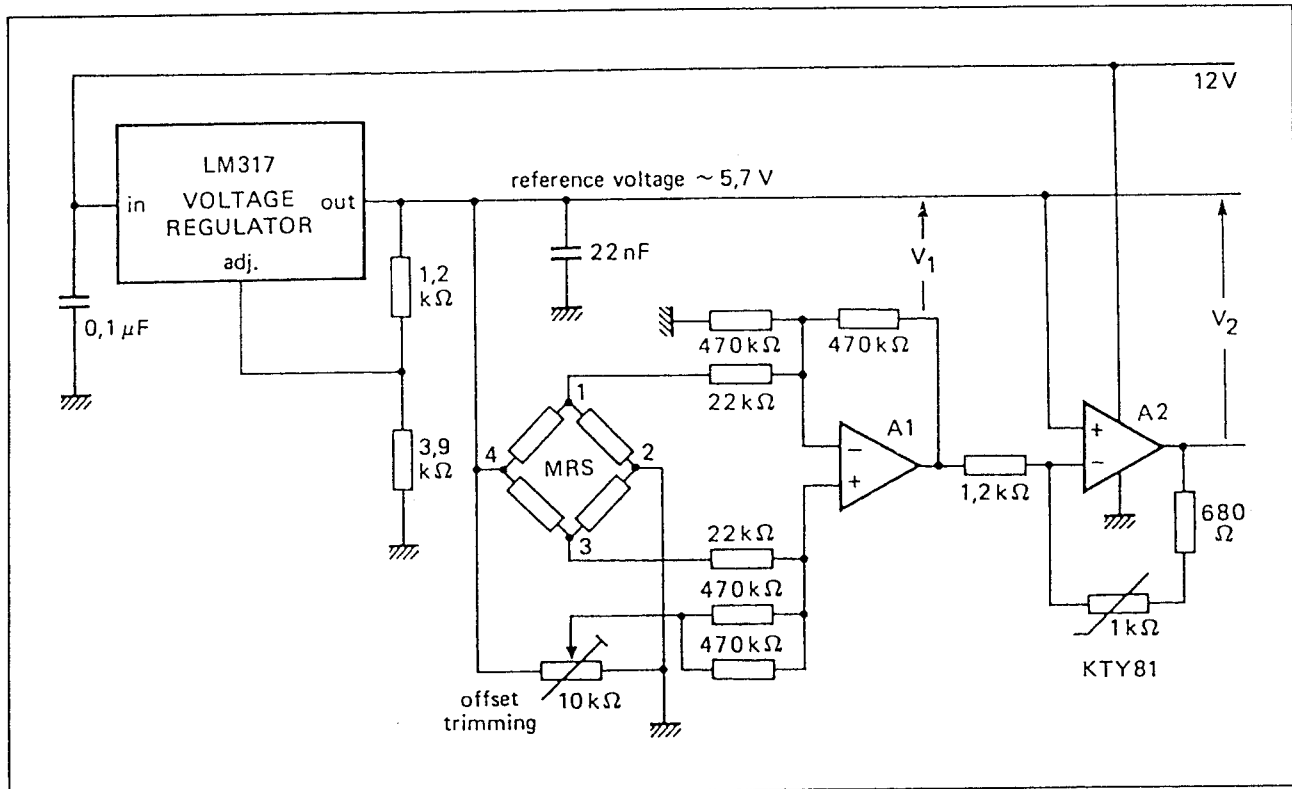 12 V
LM317
VOLTAGE
REGULATOR
in
out
adj.
reference voltage ~ 5,7 V
0,1 µF
1,2
kΩ
3,9
kΩ
22 nF
V1
V2
470 kΩ
470 kΩ
22 kΩ
1
2
3
4
MRS
A1
−
+
22 kΩ
470 kΩ
470 kΩ
offset
trimming
10 kΩ
1,2 kΩ
A2
+
−
680
Ω
1 kΩ
KTY81